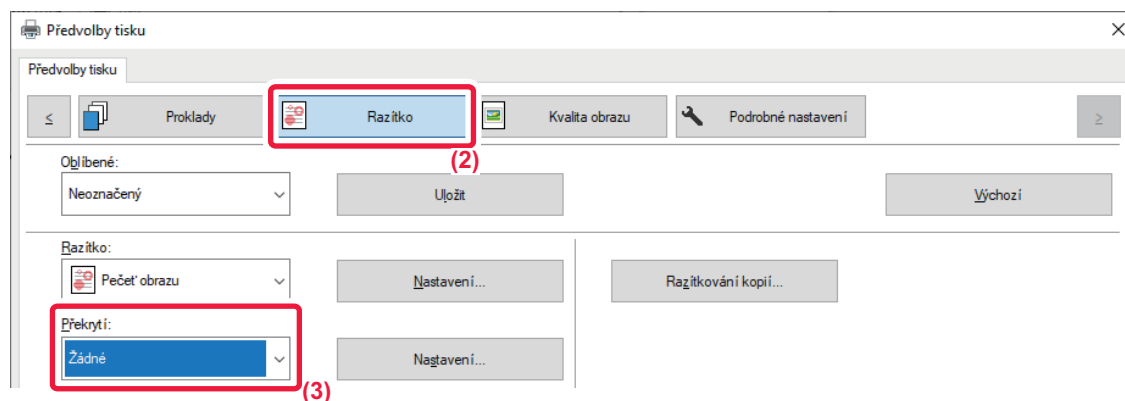 Předvolby tisku
Předvolby tisku
< Proklady Razítko Kvalita obrazu Podrobné nastavení >
(2)
Oblíbené:
Neoznačený Uložit Výchozí
Razítko:
Pečeť obrazu Nastavení... Razítkování kopií...
Překrytí:
Žádné Nastavení...
(3)